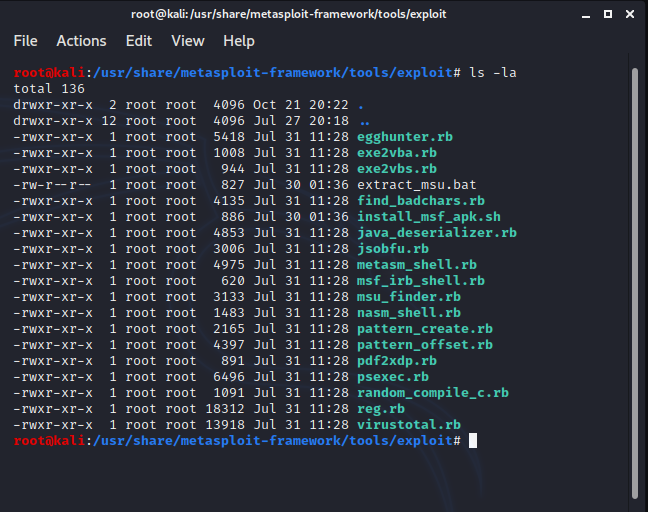 root@kali:/usr/share/metasploit-framework/tools/exploit
File Actions Edit View Help
root@kali:/usr/share/metasploit-framework/tools/exploit# ls -la
total 136
drwxr-xr-x  2 root root  4096 Oct 21 20:22 .
drwxr-xr-x 12 root root  4096 Jul 27 20:18 ..
-rwxr-xr-x  1 root root  5418 Jul 31 11:28 egghunter.rb
-rwxr-xr-x  1 root root  1008 Jul 31 11:28 exe2vba.rb
-rwxr-xr-x  1 root root   944 Jul 31 11:28 exe2vbs.rb
-rw-r--r--  1 root root   827 Jul 30 01:36 extract_msu.bat
-rwxr-xr-x  1 root root  4135 Jul 31 11:28 find_badchars.rb
-rwxr-xr-x  1 root root   886 Jul 30 01:36 install_msf_apk.sh
-rwxr-xr-x  1 root root  4853 Jul 31 11:28 java_deserializer.rb
-rwxr-xr-x  1 root root  3006 Jul 31 11:28 jsobfu.rb
-rwxr-xr-x  1 root root  4975 Jul 31 11:28 metasm_shell.rb
-rwxr-xr-x  1 root root   620 Jul 31 11:28 msf_irb_shell.rb
-rwxr-xr-x  1 root root  3133 Jul 31 11:28 msu_finder.rb
-rwxr-xr-x  1 root root  1483 Jul 31 11:28 nasm_shell.rb
-rwxr-xr-x  1 root root  2165 Jul 31 11:28 pattern_create.rb
-rwxr-xr-x  1 root root  4397 Jul 31 11:28 pattern_offset.rb
-rwxr-xr-x  1 root root   891 Jul 31 11:28 pdf2xdp.rb
-rwxr-xr-x  1 root root  6496 Jul 31 11:28 psexec.rb
-rwxr-xr-x  1 root root  1091 Jul 31 11:28 random_compile_c.rb
-rwxr-xr-x  1 root root 18312 Jul 31 11:28 reg.rb
-rwxr-xr-x  1 root root 13918 Jul 31 11:28 virustotal.rb
root@kali:/usr/share/metasploit-framework/tools/exploit#